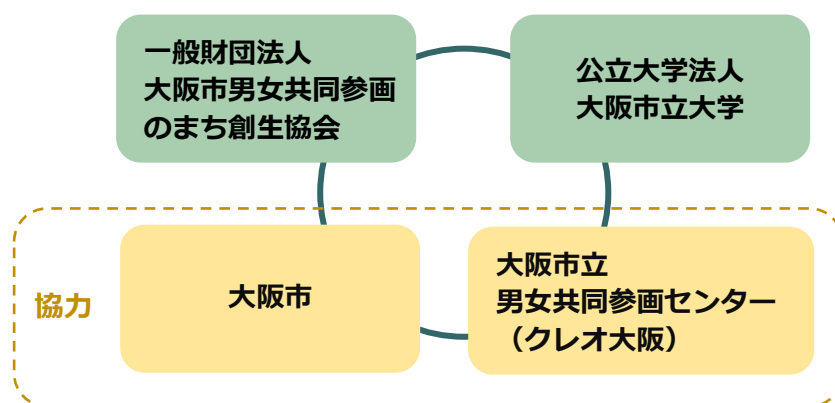 一般財団法人
大阪市男女共同参画
のまち創生協会
公立大学法人
大阪市立大学
協力
大阪市
大阪市立
男女共同参画センター
（クレオ大阪）